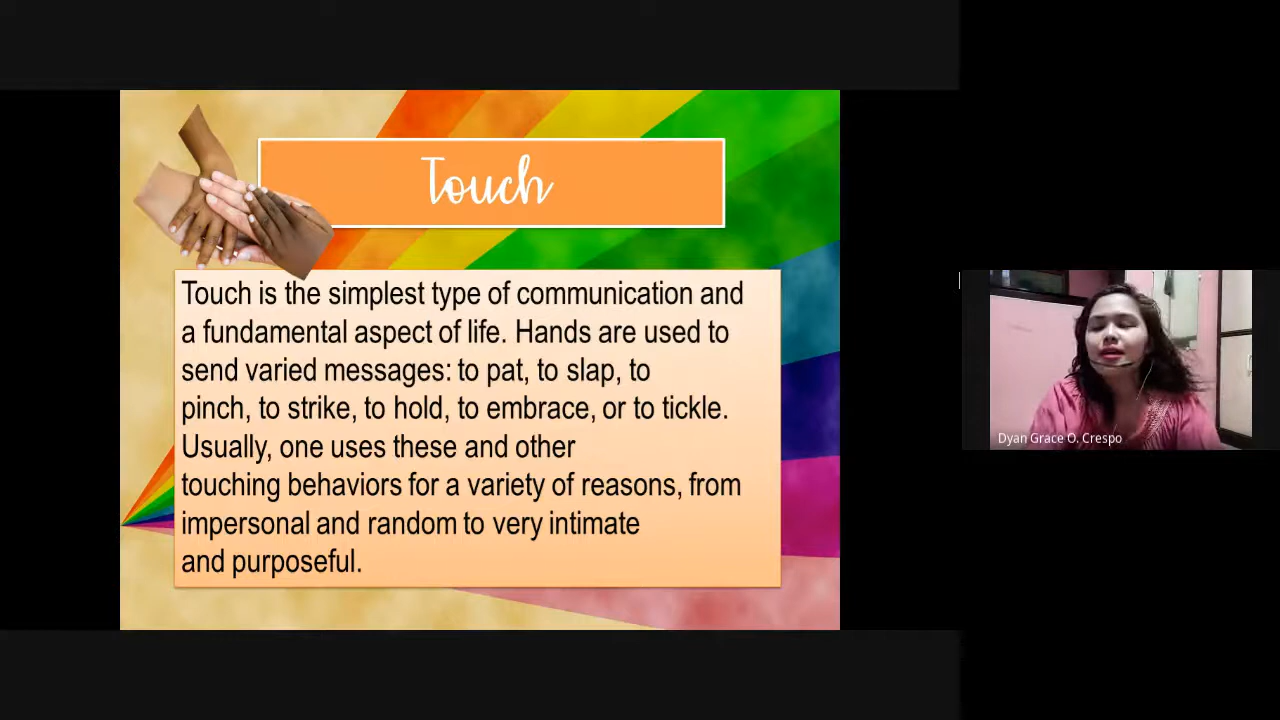 Touch
Touch is the simplest type of communication and
a fundamental aspect of life. Hands are used to
send varied messages: to pat, to slap, to
pinch, to strike, to hold, to embrace, or to tickle.
Usually, one uses these and other
touching behaviors for a variety of reasons, from
impersonal and random to very intimate
and purposeful.
Dyan Grace O. Crespo